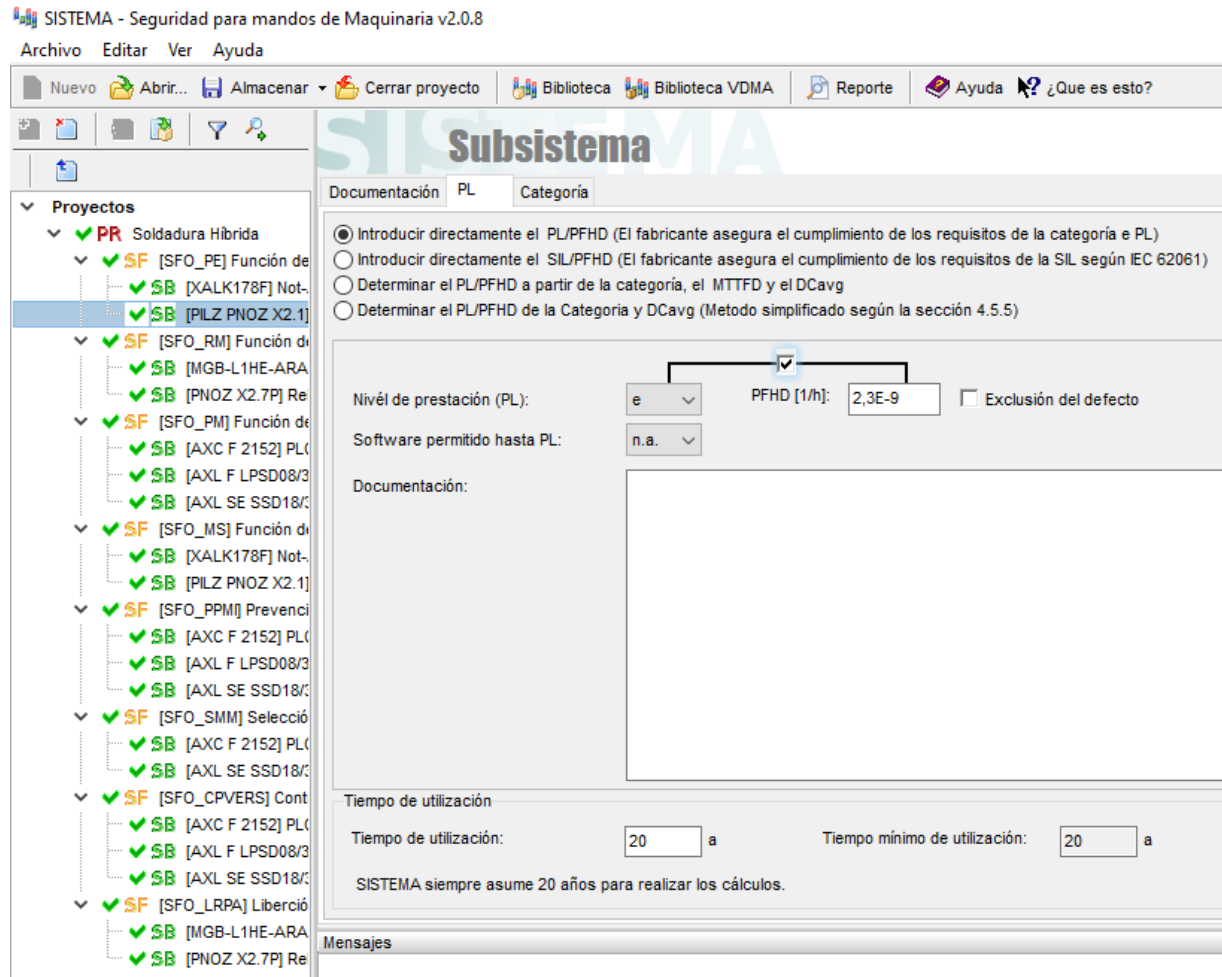 SISTEMA - Seguridad para mandos de Maquinaria v2.0.8
Archivo Editar Ver Ayuda
Nuevo Abrir... Almacenar Cerrar proyecto Biblioteca Biblioteca VDMA Reporte Ayuda ¿Que es esto?
SISTEMA
Subsistema
Documentación PL Categoría
Proyectos
PR Soldadura Híbrida
SF [SFO_PE] Función de
SB [XALK178F] Not-
SB [PILZ PNOZ X2.1]
SF [SFO_RM] Función d
SB [MGB-L1HE-ARA
SB [PNOZ X2.7P] Re
SF [SFO_PM] Función de
SB [AXC F 2152] PL
SB [AXL F LPSD08/3
SB [AXL SE SSD18/3
SF [SFO_MS] Función d
SB [XALK178F] Not-
SB [PILZ PNOZ X2.1]
SF [SFO_PPMI] Prevenci
SB [AXC F 2152] PL
SB [AXL F LPSD08/3
SB [AXL SE SSD18/3
SF [SFO_SMM] Selecció
SB [AXC F 2152] PL
SB [AXL SE SSD18/3
SF [SFO_CPVERS] Cont
SB [AXC F 2152] PL
SB [AXL F LPSD08/3
SB [AXL SE SSD18/3
SF [SFO_LRPA] Liberció
SB [MGB-L1HE-ARA
SB [PNOZ X2.7P] Re
Introducir directamente el PL/PFHD (El fabricante asegura el cumplimiento de los requisitos de la categoría e PL)
Introducir directamente el SIL/PFHD (El fabricante asegura el cumplimiento de los requisitos de la SIL según IEC 62061)
Determinar el PL/PFHD a partir de la categoría, el MTTFD y el DCavg
Determinar el PL/PFHD de la Categoria y DCavg (Metodo simplificado según la sección 4.5.5)
Nivél de prestación (PL): e PFHD [1/h]: 2,3E-9 Exclusión del defecto
Software permitido hasta PL: n.a.
Documentación:
Tiempo de utilización
Tiempo de utilización: 20 a Tiempo mínimo de utilización: 20 a
SISTEMA siempre asume 20 años para realizar los cálculos.
Mensajes